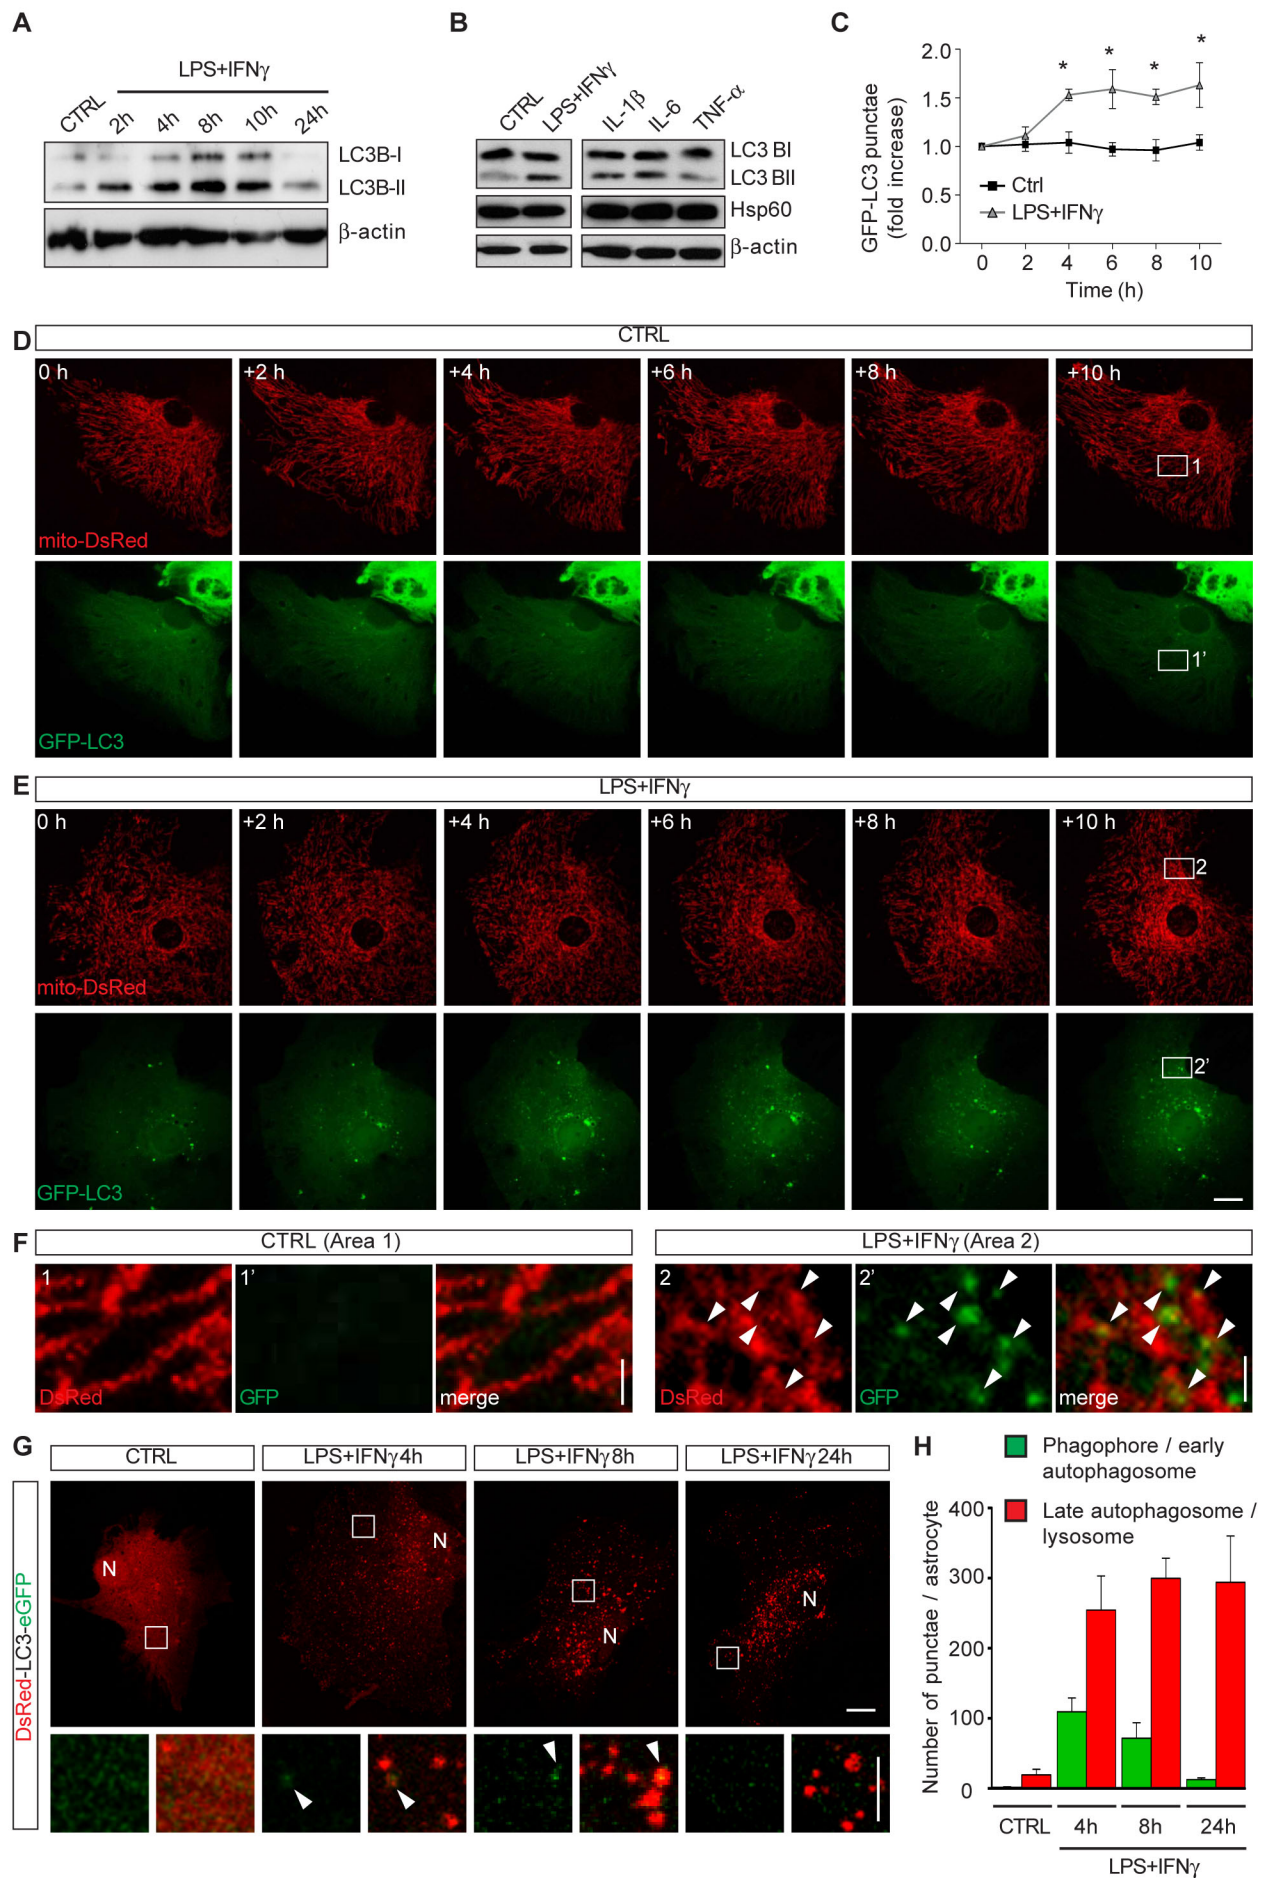 A
LPS+IFNγ
CTRL
2h
4h
8h
10h
24h
LC3B-I
LC3B-II
β-actin
B
CTRL
LPS+IFNγ
IL-1β
IL-6
TNF-α
LC3 BI
LC3 BII
Hsp60
β-actin
C
GFP-LC3 punctae
(fold increase)
2.0
1.5
1.0
0.5
0.0
* * * *
Ctrl
LPS+IFNγ
0 2 4 6 8 10
Time (h)
D
CTRL
0 h
+2 h
+4 h
+6 h
+8 h
+10 h
1
mito-DsRed
1'
GFP-LC3
E
LPS+IFNγ
0 h
+2 h
+4 h
+6 h
+8 h
+10 h
2
mito-DsRed
2'
GFP-LC3
F
CTRL (Area 1)
LPS+IFNγ (Area 2)
1
1'
2
2'
DsRed
GFP
merge
DsRed
GFP
merge
G
CTRL
LPS+IFNγ 4h
LPS+IFNγ 8h
LPS+IFNγ 24h
DsRed-LC3-eGFP
N
N
N
N
H
Phagophore / early
autophagosome
Late autophagosome /
lysosome
Number of punctae / astrocyte
400
300
200
100
0
CTRL
4h
8h
24h
LPS+IFNγ